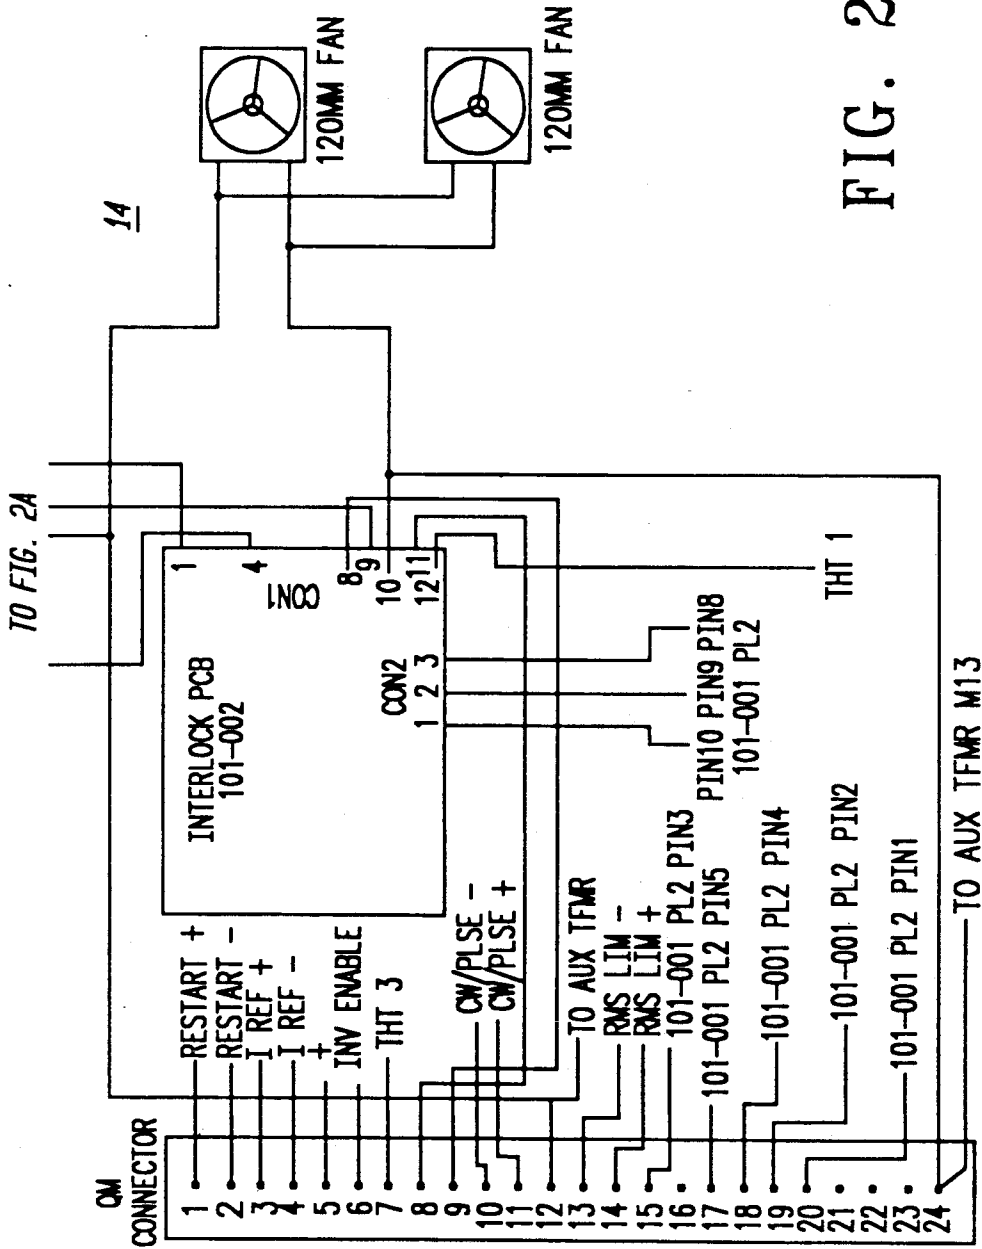 TO FIG. 2A
14
120MM FAN
120MM FAN
INTERLOCK PCB
101-002
CON1
1
4
8
9
10
11
12
CON2
1 2 3
PIN10 PIN9 PIN8
101-001 PL2
THT 1
QM
CONNECTOR
1
2
3
4
5
6
7
8
9
10
11
12
13
14
15
16
17
18
19
20
21
22
23
24
RESTART +
RESTART -
I REF +
I REF -
+
INV ENABLE
THT 3
CW/PLSE -
CW/PLSE +
TO AUX TFMR
RMS LIM -
RMS LIM +
101-001 PL2 PIN3
101-001 PL2 PIN5
101-001 PL2 PIN4
101-001 PL2 PIN2
101-001 PL2 PIN1
TO AUX TFMR M13
FIG. 2